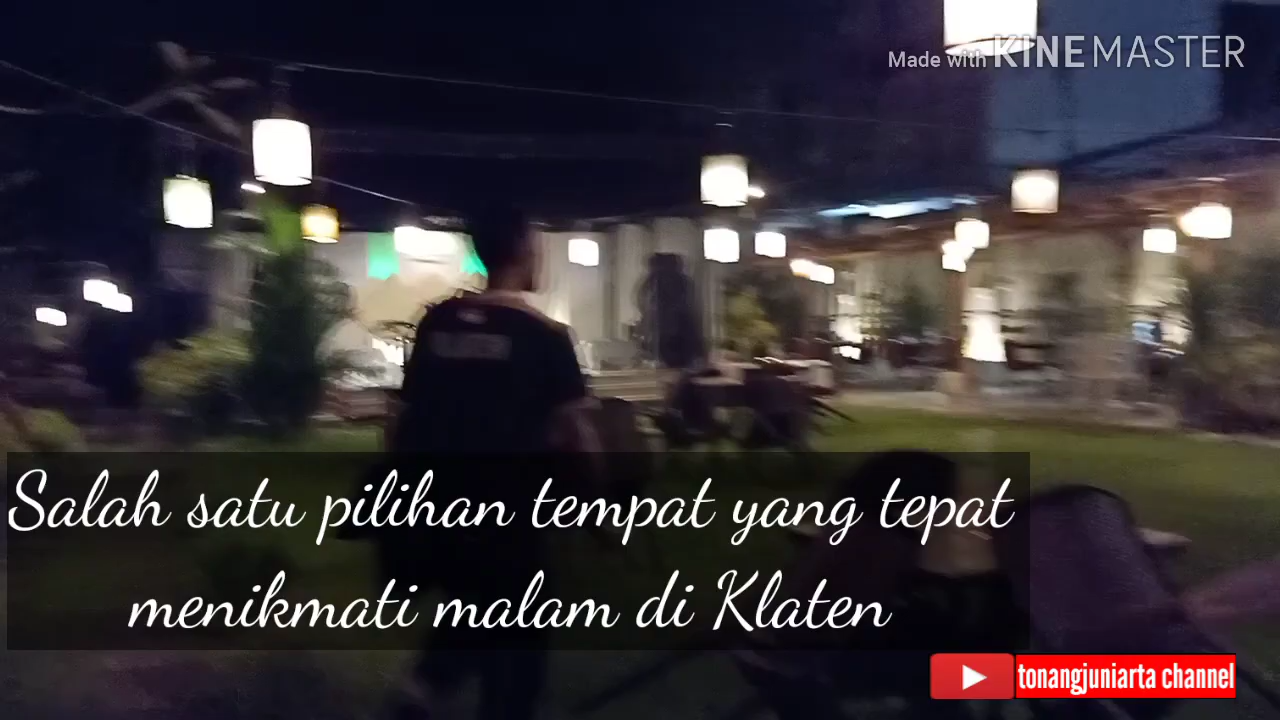 Made with KINEMASTER
Salah satu pilihan tempat yang tepat
menikmati malam di Klaten
tonangjuniarta channel